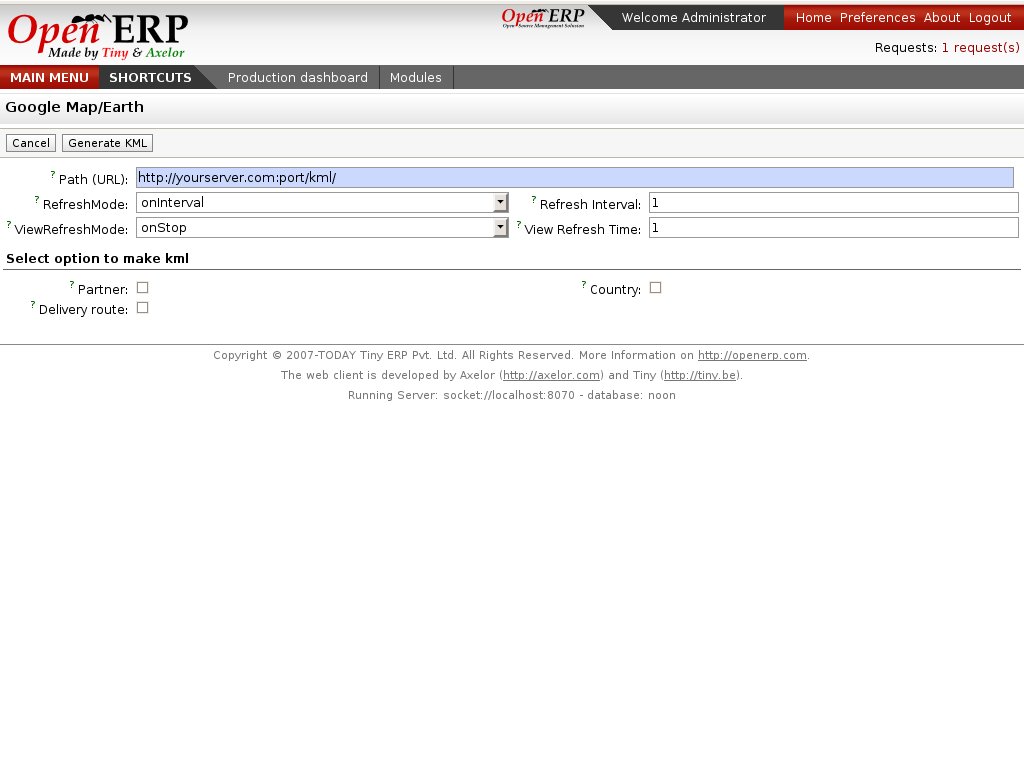 Open ERP
Made by Tiny & Axelor
Open ERP
Open Source Management Solution
Welcome Administrator
Home Preferences About Logout
Requests: 1 request(s)
MAIN MENU SHORTCUTS Production dashboard Modules
Google Map/Earth
Cancel Generate KML
? Path (URL): http://yourserver.com:port/kml/
? RefreshMode: onInterval ? Refresh Interval: 1
? ViewRefreshMode: onStop ? View Refresh Time: 1
Select option to make kml
? Partner: ? Country:
? Delivery route:
Copyright © 2007-TODAY Tiny ERP Pvt. Ltd. All Rights Reserved. More Information on http://openerp.com.
The web client is developed by Axelor (http://axelor.com) and Tiny (http://tiny.be).
Running Server: socket://localhost:8070 - database: noon